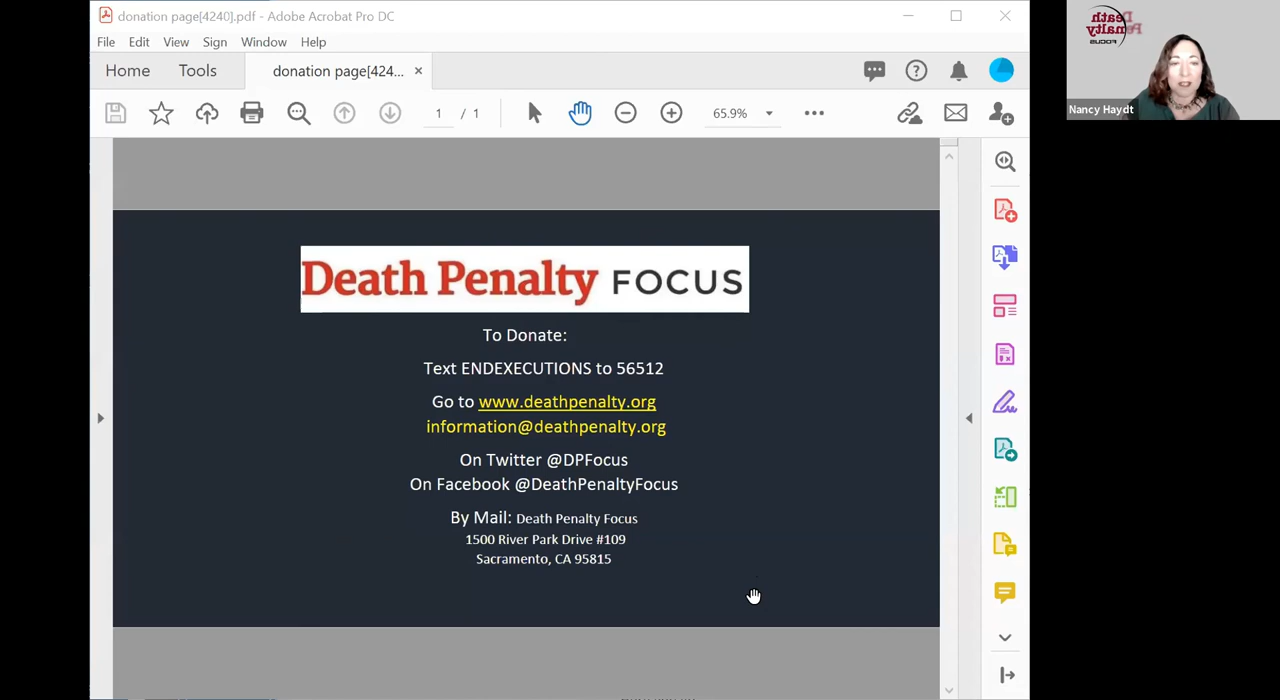 donation page[4240].pdf - Adobe Acrobat Pro DC
File Edit View Sign Window Help
Home Tools donation page[424... ×
1 / 1 65.9%
Death Penalty FOCUS
To Donate:
Text ENDEXECUTIONS to 56512
Go to www.deathpenalty.org
information@deathpenalty.org
On Twitter @DPFocus
On Facebook @DeathPenaltyFocus
By Mail: Death Penalty Focus
1500 River Park Drive #109
Sacramento, CA 95815
Death
Penalty
FOCUS
Nancy Haydt